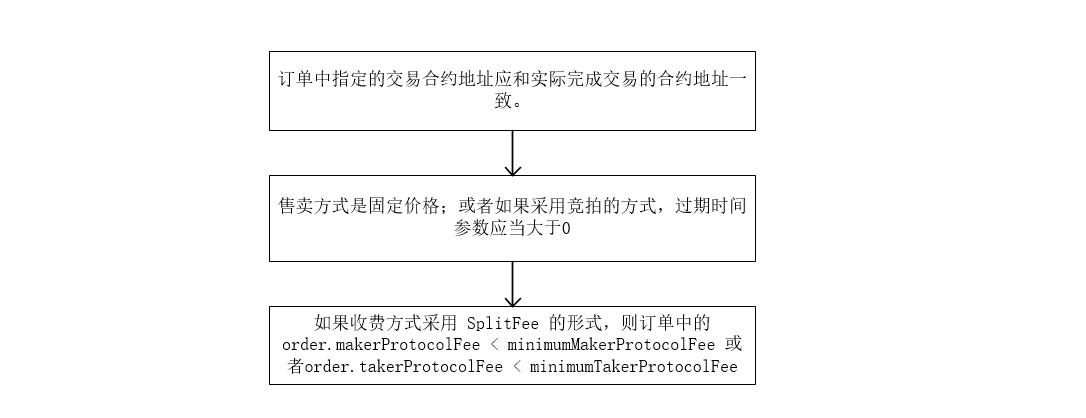 订单中指定的交易合约地址应和实际完成交易的合约地址一
致。
售卖方式是固定价格；或者如果采用竞拍的方式，过期时间
参数应当大于0
如果收费方式采用 SplitFee 的形式，则订单中的
order.makerProtocolFee < minimumMakerProtocolFee 或
者order.takerProtocolFee < minimumTakerProtocolFee